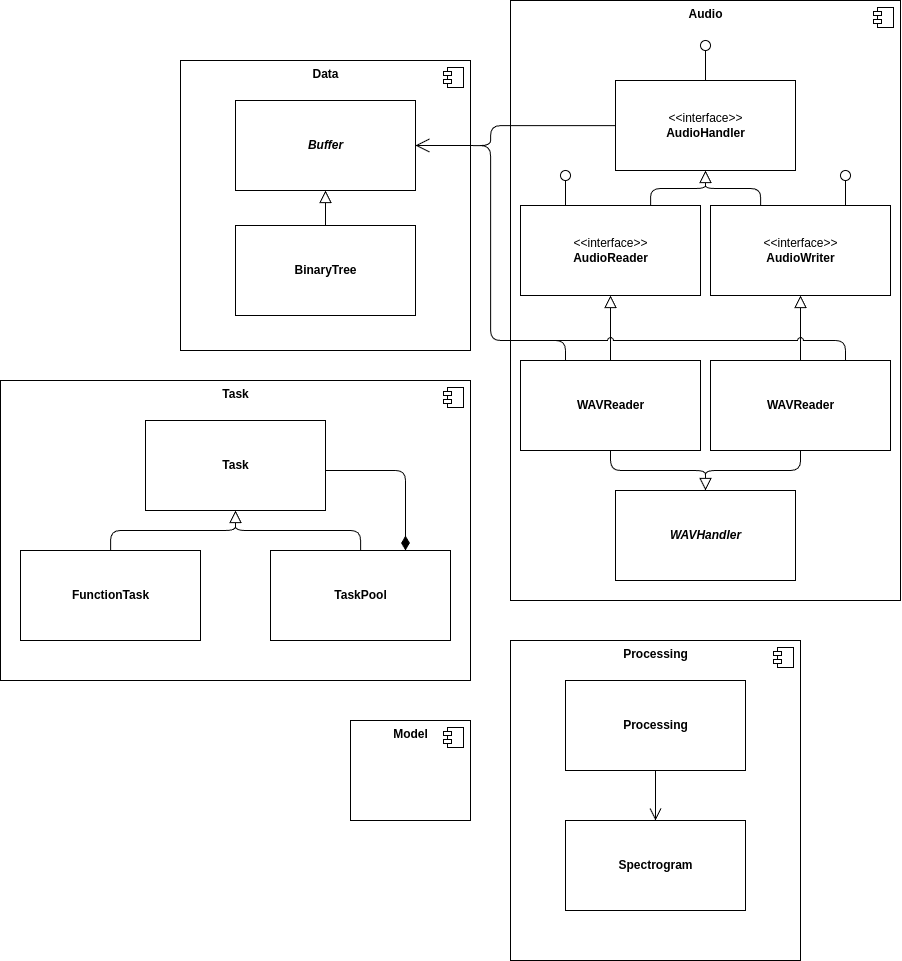 Audio
<<interface>>
AudioHandler
<<interface>>
AudioReader
<<interface>>
AudioWriter
WAVReader
WAVReader
WAVHandler
Data
Buffer
BinaryTree
Task
Task
FunctionTask
TaskPool
Model
Processing
Processing
Spectrogram